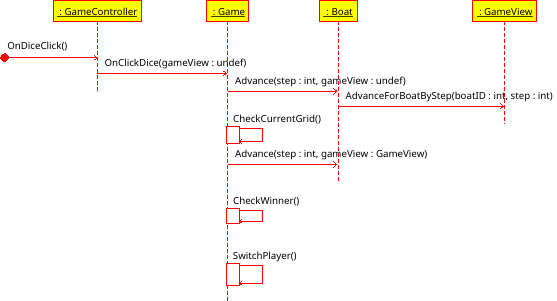 : GameController
: Game
: Boat
: GameView
OnDiceClick()
OnClickDice(gameView : undef)
Advance(step : int, gameView : undef)
AdvanceForBoatByStep(boatID : int, step : int)
CheckCurrentGrid()
Advance(step : int, gameView : GameView)
CheckWinner()
SwitchPlayer()